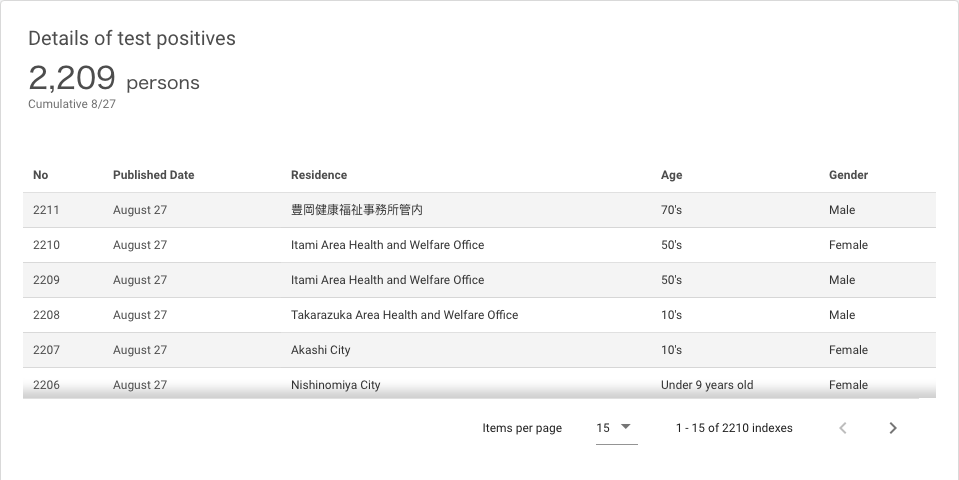 Details of test positives
2,209 persons
Cumulative 8/27
No Published Date Residence Age Gender
2211 August 27 豊岡健康福祉事務所管内 70's Male
2210 August 27 Itami Area Health and Welfare Office 50's Female
2209 August 27 Itami Area Health and Welfare Office 50's Male
2208 August 27 Takarazuka Area Health and Welfare Office 10's Male
2207 August 27 Akashi City 10's Female
2206 August 27 Nishinomiya City Under 9 years old Female
Items per page 15 1 - 15 of 2210 indexes